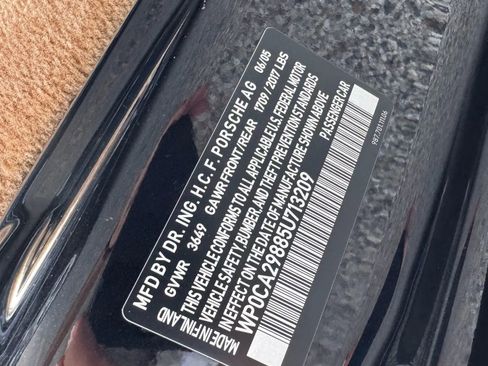 MFD BY DR. ING. H.C. F. PORSCHE AG 06/05
GVWR 3649 GAWR FRONT/REAR 1709/2017 LBS
THIS VEHICLE CONFORMS TO ALL APPLICABLE U.S. FEDERAL MOTOR
VEHICLE SAFETY, BUMPER, AND THEFT PREVENTION STANDARDS
IN EFFECT ON THE DATE OF MANUFACTURE SHOWN ABOVE
MADE IN FINLAND PASSENGER CAR
WP0CA29885U713209